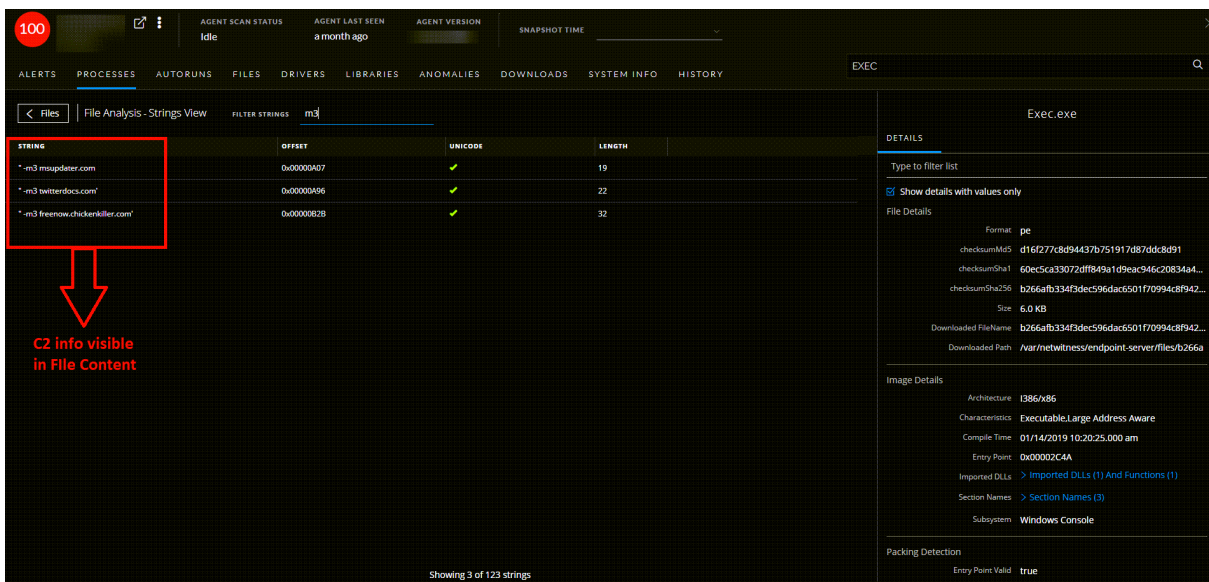 100
AGENT SCAN STATUS AGENT LAST SEEN AGENT VERSION SNAPSHOT TIME
Idle a month ago
ALERTS PROCESSES AUTORUNS FILES DRIVERS LIBRARIES ANOMALIES DOWNLOADS SYSTEM INFO HISTORY EXEC
< Files File Analysis - Strings View FILTER STRINGS m3
STRING OFFSET UNICODE LENGTH
" -m3 msupdater.com 0x00000A07 ✓ 19
" -m3 twitterdocs.com' 0x00000A96 ✓ 22
" -m3 freenow.chickenkiller.com' 0x00000B2B ✓ 32
C2 info visible
in FIle Content
Showing 3 of 123 strings
Exec.exe
DETAILS
Type to filter list
Show details with values only
File Details
Format pe
checksumMd5 d16f277c8d94437b751917d87ddc8d91
checksumSha1 60ec5ca33072dff849a1d9eac946c20834a4...
checksumSha256 b266afb334f3dec596dac6501f70994c8f942...
Size 6.0 KB
Downloaded FileName b266afb334f3dec596dac6501f70994c8f942...
Downloaded Path /var/netwitness/endpoint-server/files/b266a
Image Details
Architecture I386/x86
Characteristics Executable,Large Address Aware
Compile Time 01/14/2019 10:20:25.000 am
Entry Point 0x00002C4A
Imported DLLs > Imported DLLs (1) And Functions (1)
Section Names > Section Names (3)
Subsystem Windows Console
Packing Detection
Entry Point Valid true